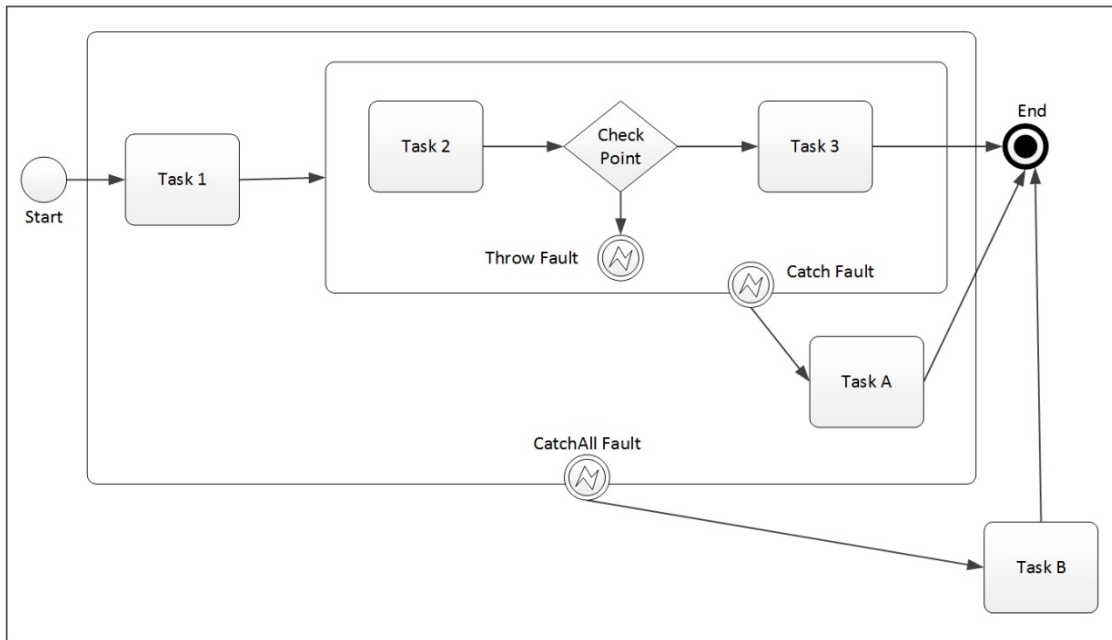 End
Task 2
Check
Point
Task 3
Task 1
Start
Throw Fault
Catch Fault
Task A
CatchAll Fault
Task B